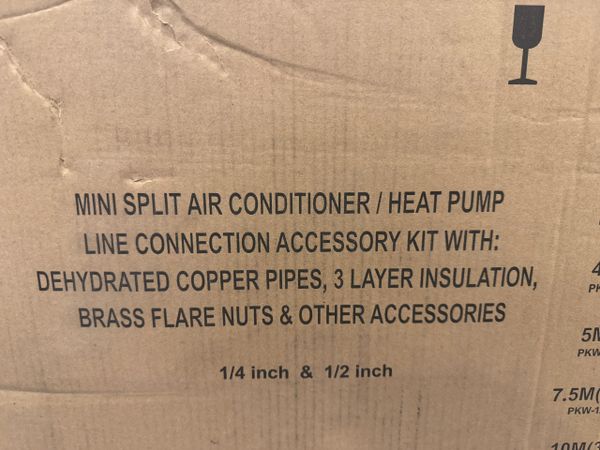 MINI SPLIT AIR CONDITIONER / HEAT PUMP
LINE CONNECTION ACCESSORY KIT WITH:
DEHYDRATED COPPER PIPES, 3 LAYER INSULATION,
BRASS FLARE NUTS & OTHER ACCESSORIES
1/4 inch & 1/2 inch
7.5M(